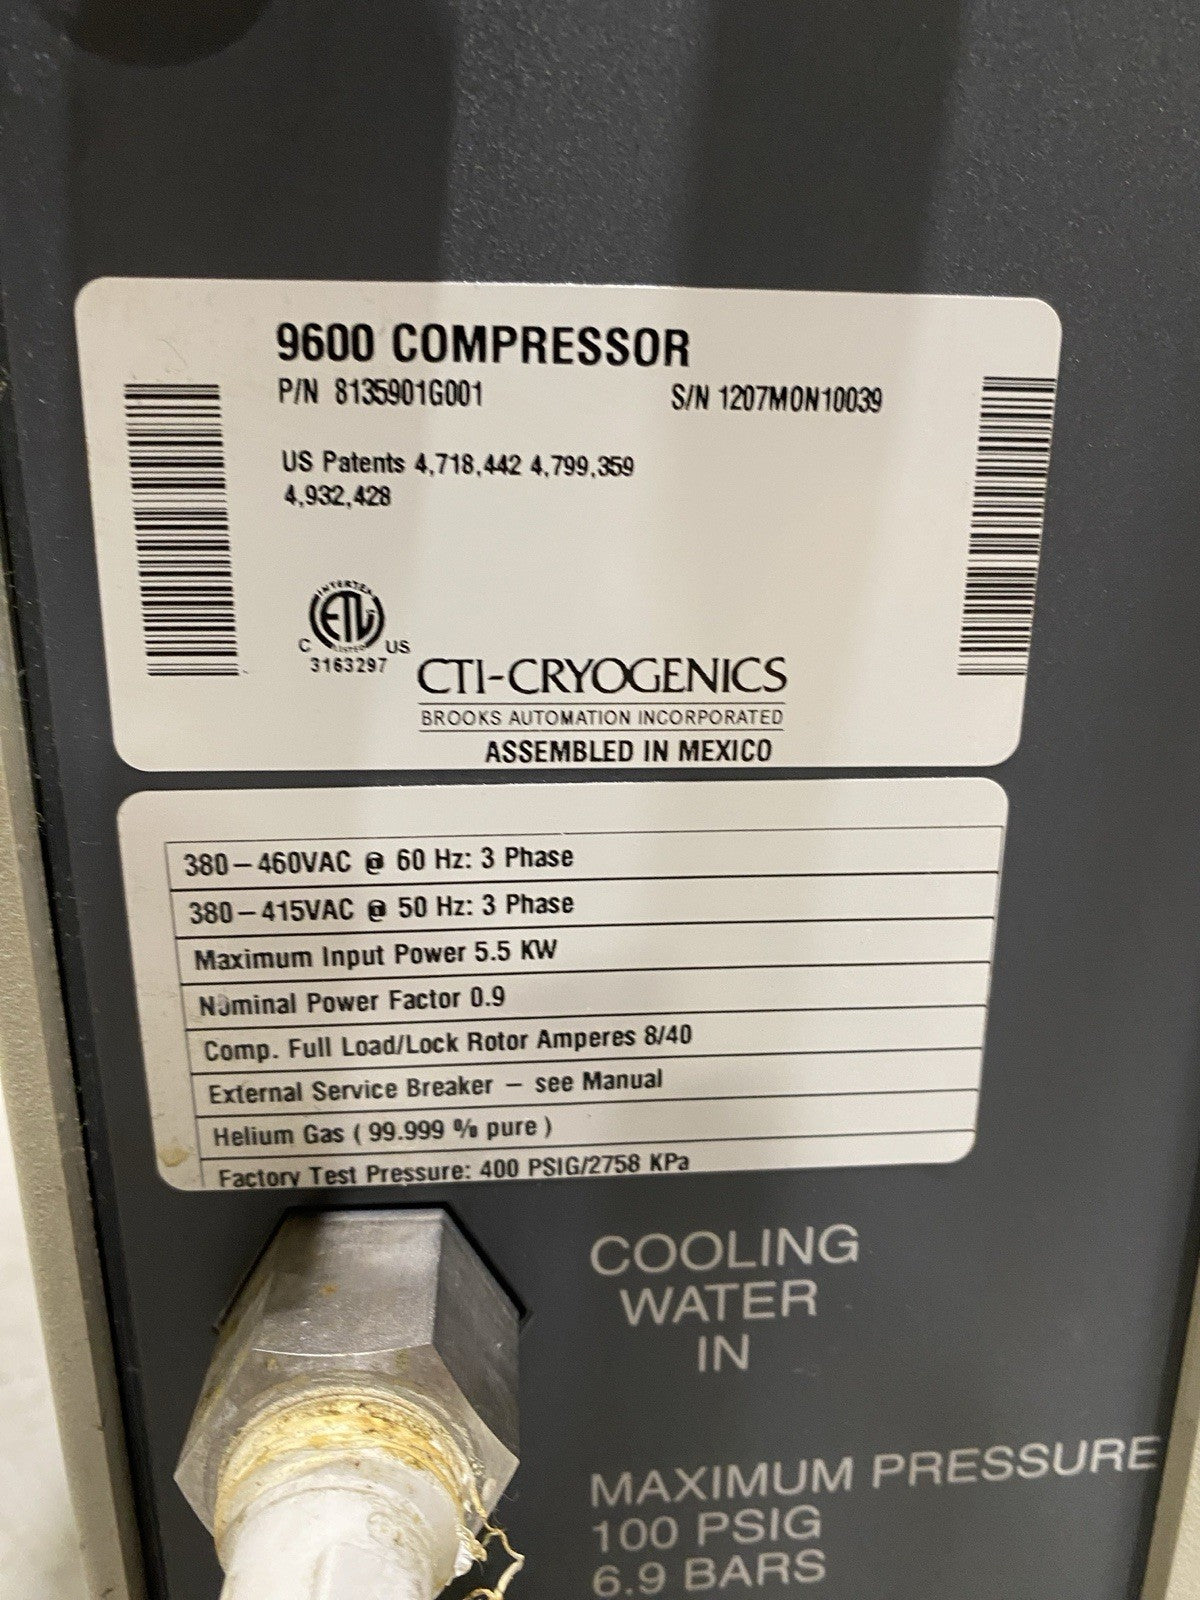 9600 COMPRESSOR
P/N 8135901G001 S/N 1207MON10039
US Patents 4,718,442 4,799,359
4,932,428
INTERTEK
ETL
LISTED
C US
3163297
CTI-CRYOGENICS
BROOKS AUTOMATION INCORPORATED
ASSEMBLED IN MEXICO
380-460VAC @ 60 Hz: 3 Phase
380-415VAC @ 50 Hz: 3 Phase
Maximum Input Power 5.5 KW
Nominal Power Factor 0.9
Comp. Full Load/Lock Rotor Amperes 8/40
External Service Breaker – see Manual
Helium Gas ( 99.999 % pure )
Factory Test Pressure: 400 PSIG/2758 KPa
COOLING
WATER
IN
MAXIMUM PRESSURE
100 PSIG
6.9 BARS